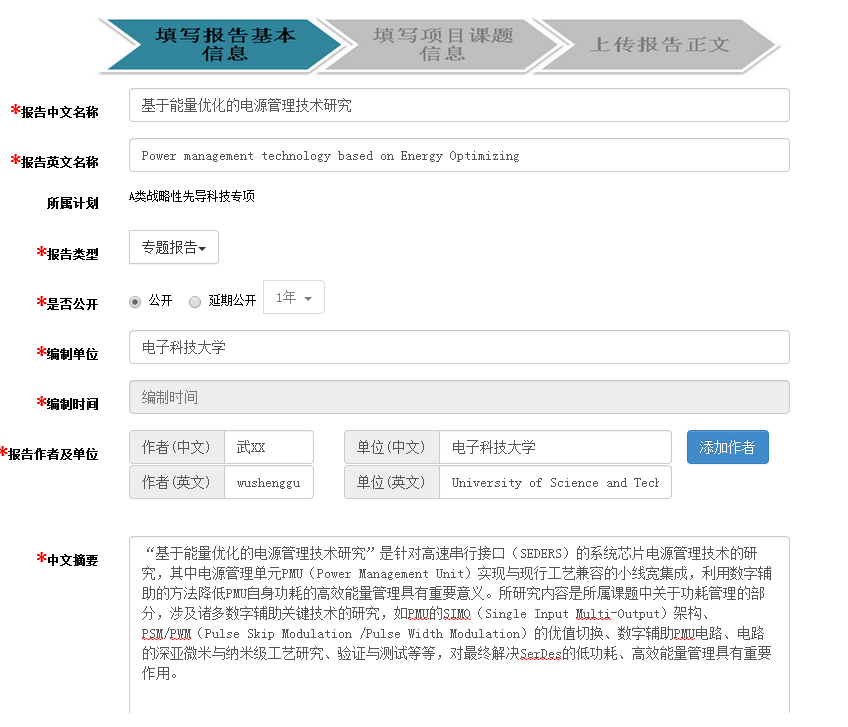 填写报告基本
信息
填写项目课题
信息
上传报告正文
*报告中文名称 基于能量优化的电源管理技术研究
*报告英文名称 Power management technology based on Energy Optimizing
所属计划 A类战略性先导科技专项
*报告类型 专题报告
*是否公开 公开 延期公开 1年
*编制单位 电子科技大学
*编制时间 编制时间
*报告作者及单位 作者(中文) 武XX 单位(中文) 电子科技大学 添加作者
作者(英文) wushenggu 单位(英文) University of Science and Tech
*中文摘要
“基于能量优化的电源管理技术研究”是针对高速串行接口（SEDERS）的系统芯片电源管理技术的研
究，其中电源管理单元PMU（Power Management Unit）实现与现行工艺兼容的小线宽集成，利用数字辅
助的方法降低PMU自身功耗的高效能量管理具有重要意义。所研究内容是所属课题中关于功耗管理的部
分，涉及诸多数字辅助关键技术的研究，如PMU的SIMO（Single Input Multi-Output）架构、
PSM/PWM（Pulse Skip Modulation /Pulse Width Modulation）的优值切换、数字辅助PMU电路、电路
的深亚微米与纳米级工艺研究、验证与测试等等，对最终解决SerDes的低功耗、高效能量管理具有重要
作用。